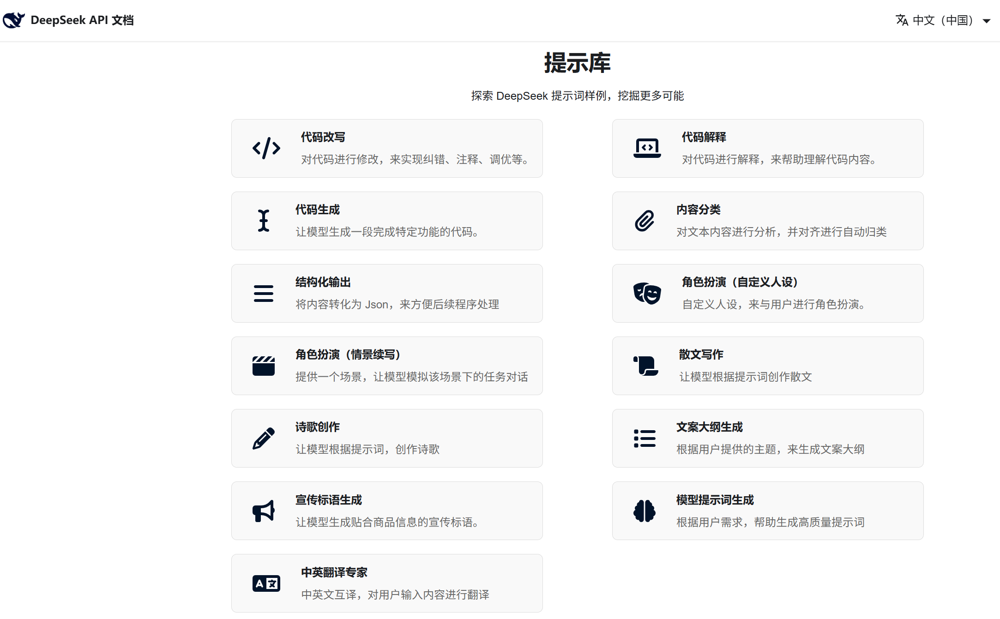 DeepSeek API 文档
中文（中国）
提示库
探索 DeepSeek 提示词样例，挖掘更多可能
代码改写
对代码进行修改，来实现纠错、注释、调优等。
代码解释
对代码进行解释，来帮助理解代码内容。
代码生成
让模型生成一段完成特定功能的代码。
内容分类
对文本内容进行分析，并对齐进行自动归类
结构化输出
将内容转化为 Json，来方便后续程序处理
角色扮演（自定义人设）
自定义人设，来与用户进行角色扮演。
角色扮演（情景续写）
提供一个场景，让模型模拟该场景下的任务对话
散文写作
让模型根据提示词创作散文
诗歌创作
让模型根据提示词，创作诗歌
文案大纲生成
根据用户提供的主题，来生成文案大纲
宣传标语生成
让模型生成贴合商品信息的宣传标语。
模型提示词生成
根据用户需求，帮助生成高质量提示词
中英翻译专家
中英文互译，对用户输入内容进行翻译